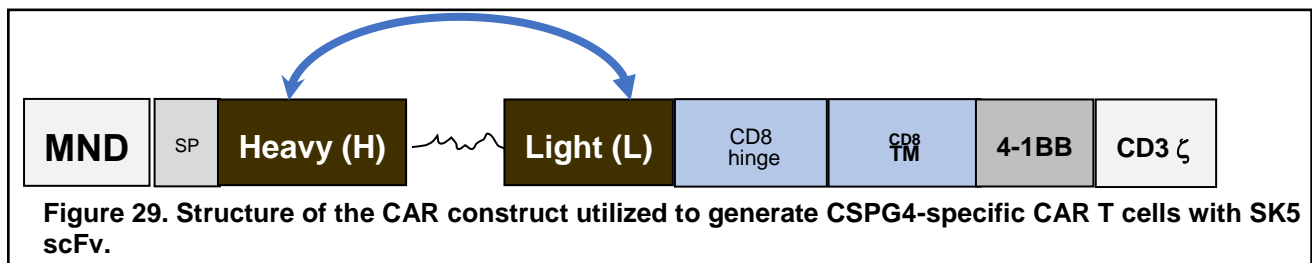 MND SP Heavy (H) Light (L) CD8 hinge CD8 TM 4-1BB CD3 ζ
Figure 29. Structure of the CAR construct utilized to generate CSPG4-specific CAR T cells with SK5
scFv.